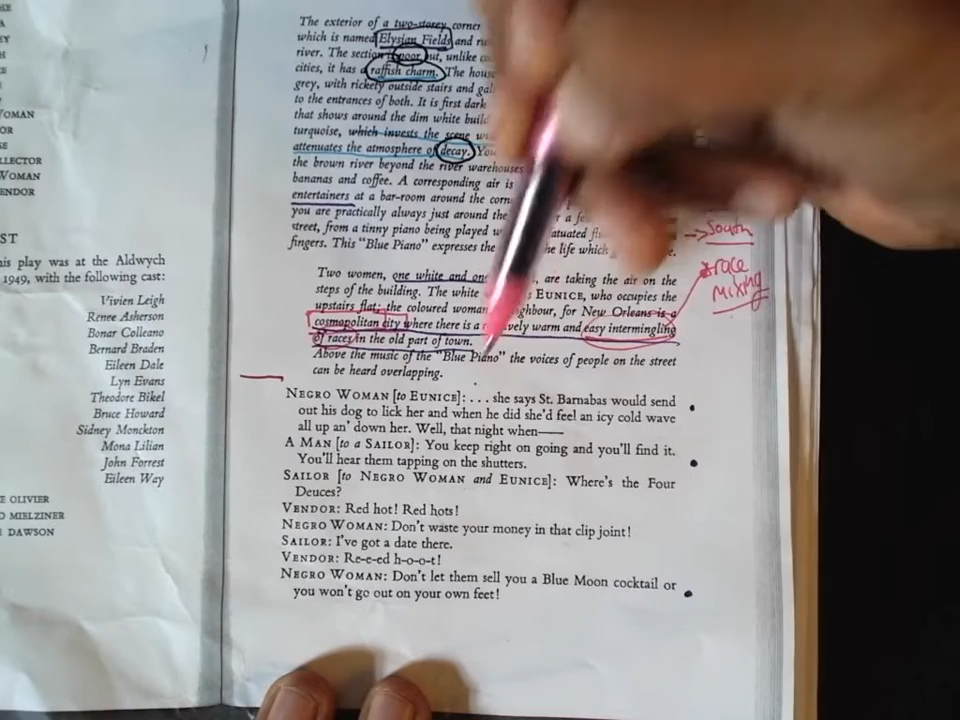 WOMAN
OR
LLECTOR
WOMAN
ENDOR
ST
his play was at the Aldwych
1949, with the following cast:
Vivien Leigh
Renee Asherson
Bonar Colleano
Bernard Braden
Eileen Dale
Lyn Evans
Theodore Bikel
Bruce Howard
Sidney Monckton
Mona Lilian
John Forrest
Eileen Way
E OLIVIER
O MIELZINER
E DAWSON
The exterior of a two-storey corner
which is named Elysian Fields and
river. The section is poor but, unlike
cities, it has a raffish charm. The
grey, with rickety outside stairs and
to the entrances of both. It is first dark
that shows around the dim white
turquoise, which invests the scene
attenuates the atmosphere of decay. You
the brown river beyond the river warehouses
bananas and coffee. A corresponding air is
entertainers at a bar-room around the
you are practically always just around the
street, from a tinny piano being played
fingers. This "Blue Piano" expresses the life which
→ South
Two women, one white and one are taking the air on the
steps of the building. The white EUNICE, who occupies the
upstairs flat; the coloured woman for New Orleans is a
cosmopolitan city where there is a warm and easy intermingling
of races in the old part of town.
Above the music of the "Blue Piano" the voices of people on the street
can be heard overlapping.
race
mixing
NEGRO WOMAN [to EUNICE]: . . . she says St. Barnabas would send
out his dog to lick her and when he did she'd feel an icy cold wave
all up an' down her. Well, that night when——
A MAN [to a SAILOR]: You keep right on going and you'll find it.
You'll hear them tapping on the shutters.
SAILOR [to NEGRO WOMAN and EUNICE]: Where's the Four
Deuces?
VENDOR: Red hot! Red hots!
NEGRO WOMAN: Don't waste your money in that clip joint!
SAILOR: I've got a date there.
VENDOR: Re-e-ed h-o-o-t!
NEGRO WOMAN: Don't let them sell you a Blue Moon cocktail or
you won't go out on your own feet!